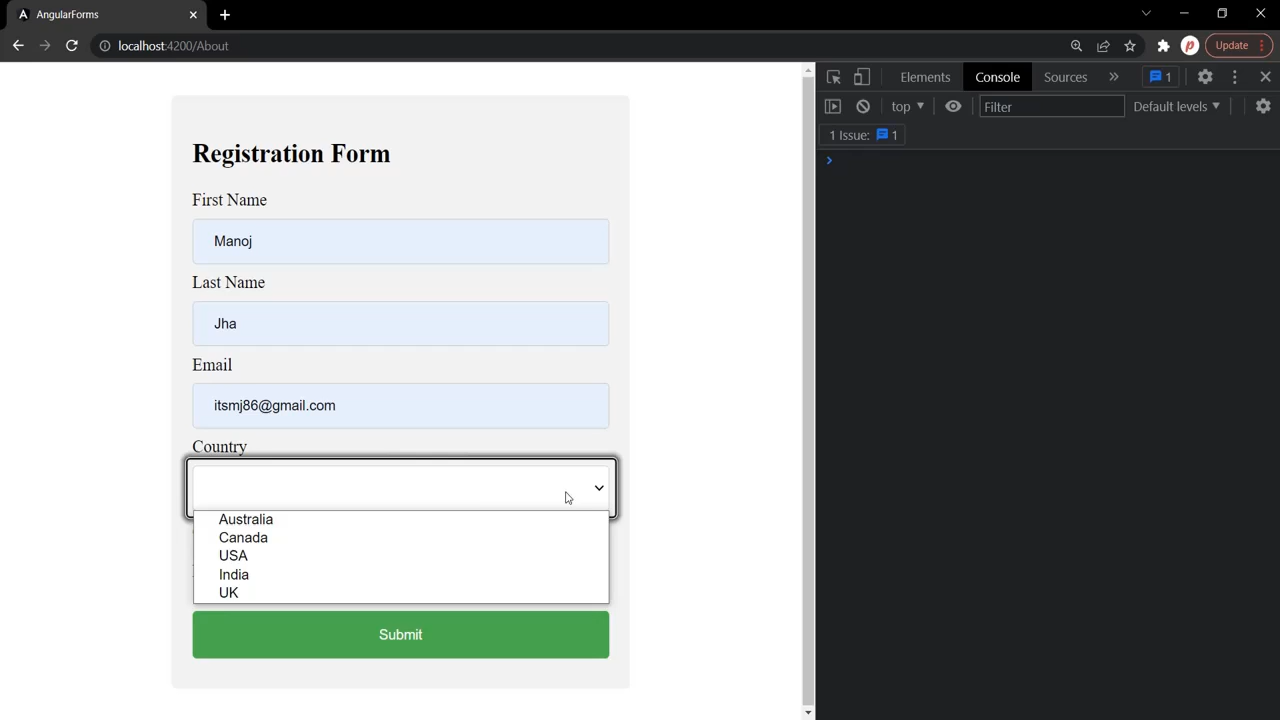 AngularForms
localhost:4200/About
Update
Registration Form
First Name
Manoj
Last Name
Jha
Email
itsmj86@gmail.com
Country
Australia
Canada
USA
India
UK
Submit
Elements
Console
Sources
1
top
Filter
Default levels
1 Issue:
1